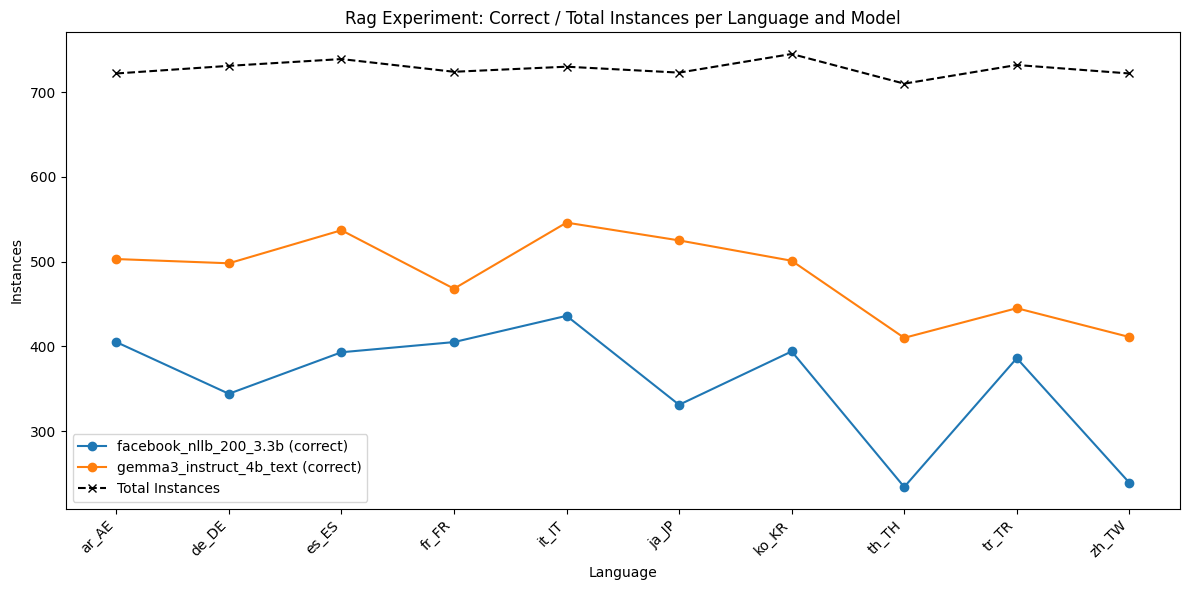 Rag Experiment: Correct / Total Instances per Language and Model
Instances
700
600
500
400
300
facebook_nllb_200_3.3b (correct)
gemma3_instruct_4b_text (correct)
Total Instances
ar_AE
de_DE
es_ES
fr_FR
it_IT
ja_JP
ko_KR
th_TH
tr_TR
zh_TW
Language